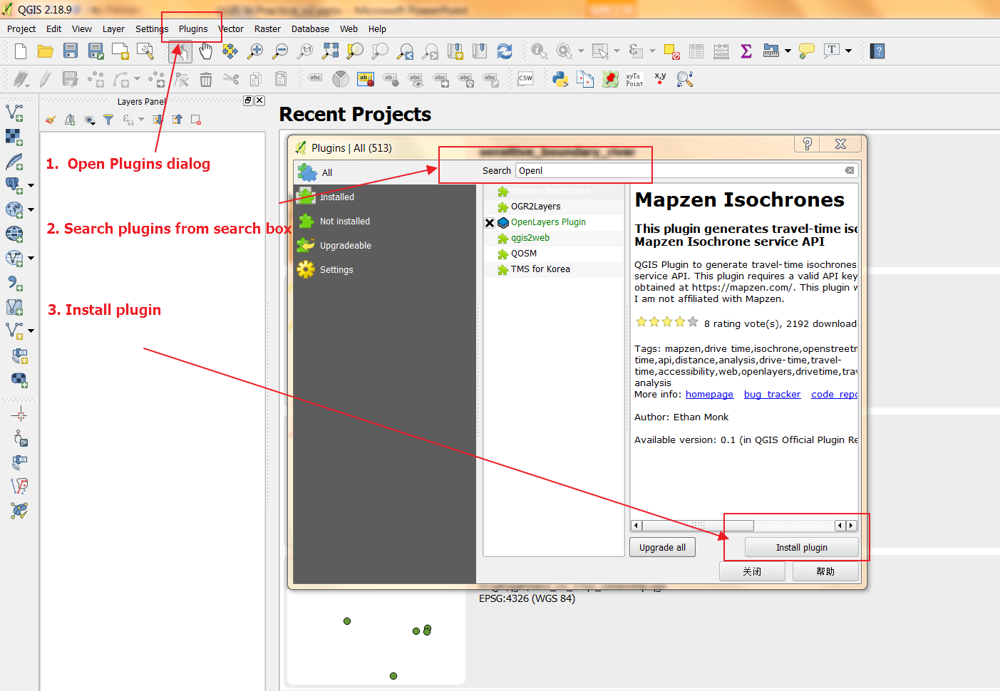 QGIS 2.18.9
Project Edit View Layer Settings Plugins Vector Raster Database Web Help
1:1
T
abc abc abc abc abc abc abc CSW xyTo Point x,y
Layers Panel
Recent Projects
Plugins | All (513)
sensitive_boundary_river
1. Open Plugins dialog
All
Search Openl
Installed
Not installed
Upgradeable
Settings
2. Search plugins from search box
3. Install plugin
Mapzen Isochrones
OGR2Layers
OpenLayers Plugin
qgis2web
QOSM
TMS for Korea
Mapzen Isochrones
This plugin generates travel-time iso
Mapzen Isochrone service API
QGIS Plugin to generate travel-time isochrones
service API. This plugin requires a valid API key
obtained at https://mapzen.com/. This plugin w
I am not affiliated with Mapzen.
8 rating vote(s), 2192 download
Tags: mapzen,drive time,isochrone,openstreetm
time,api,distance,analysis,drive-time,travel-
time,accessibility,web,openlayers,drivetime,trav
analysis
More info: homepage bug tracker code repo
Author: Ethan Monk
Available version: 0.1 (in QGIS Official Plugin Re
Upgrade all Install plugin
关闭 帮助
EPSG:4326 (WGS 84)